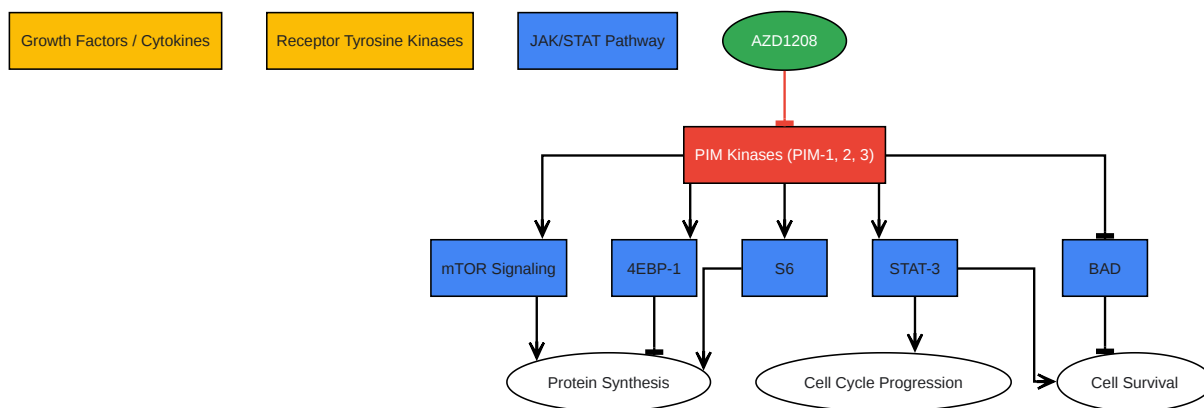 Growth Factors / Cytokines
Receptor Tyrosine Kinases
JAK/STAT Pathway
AZD1208
PIM Kinases (PIM-1, 2, 3)
mTOR Signaling
4EBP-1
S6
STAT-3
BAD
Protein Synthesis
Cell Cycle Progression
Cell Survival